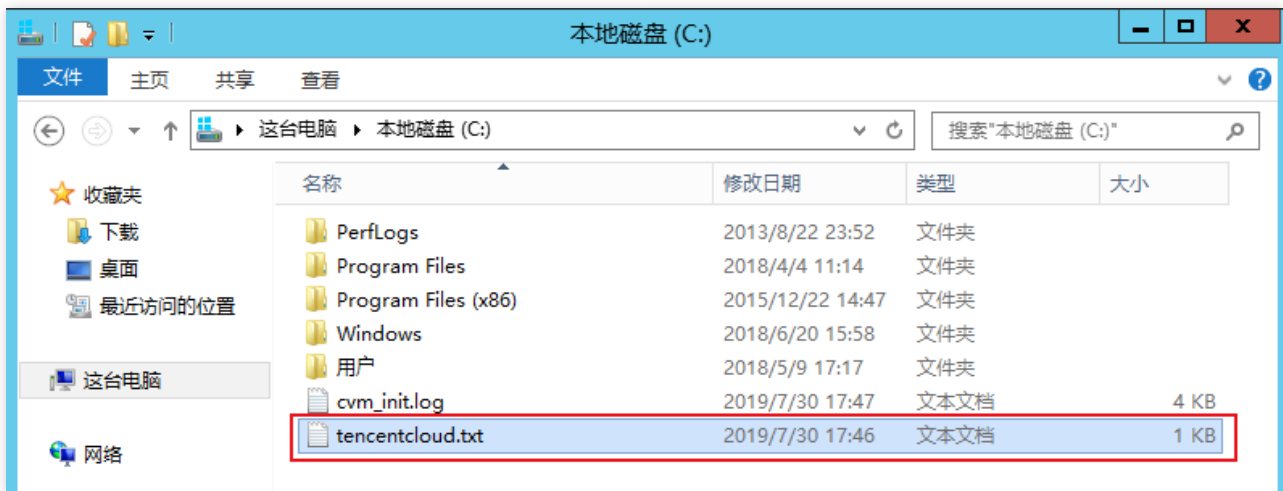 本地磁盘 (C:)
文件 主页 共享 查看
这台电脑 本地磁盘 (C:) 搜索"本地磁盘 (C:)"
名称 修改日期 类型 大小
收藏夹
下载 PerfLogs 2013/8/22 23:52 文件夹
桌面 Program Files 2018/4/4 11:14 文件夹
最近访问的位置 Program Files (x86) 2015/12/22 14:47 文件夹
Windows 2018/6/20 15:58 文件夹
这台电脑 用户 2018/5/9 17:17 文件夹
cvm_init.log 2019/7/30 17:47 文本文档 4 KB
网络 tencentcloud.txt 2019/7/30 17:46 文本文档 1 KB